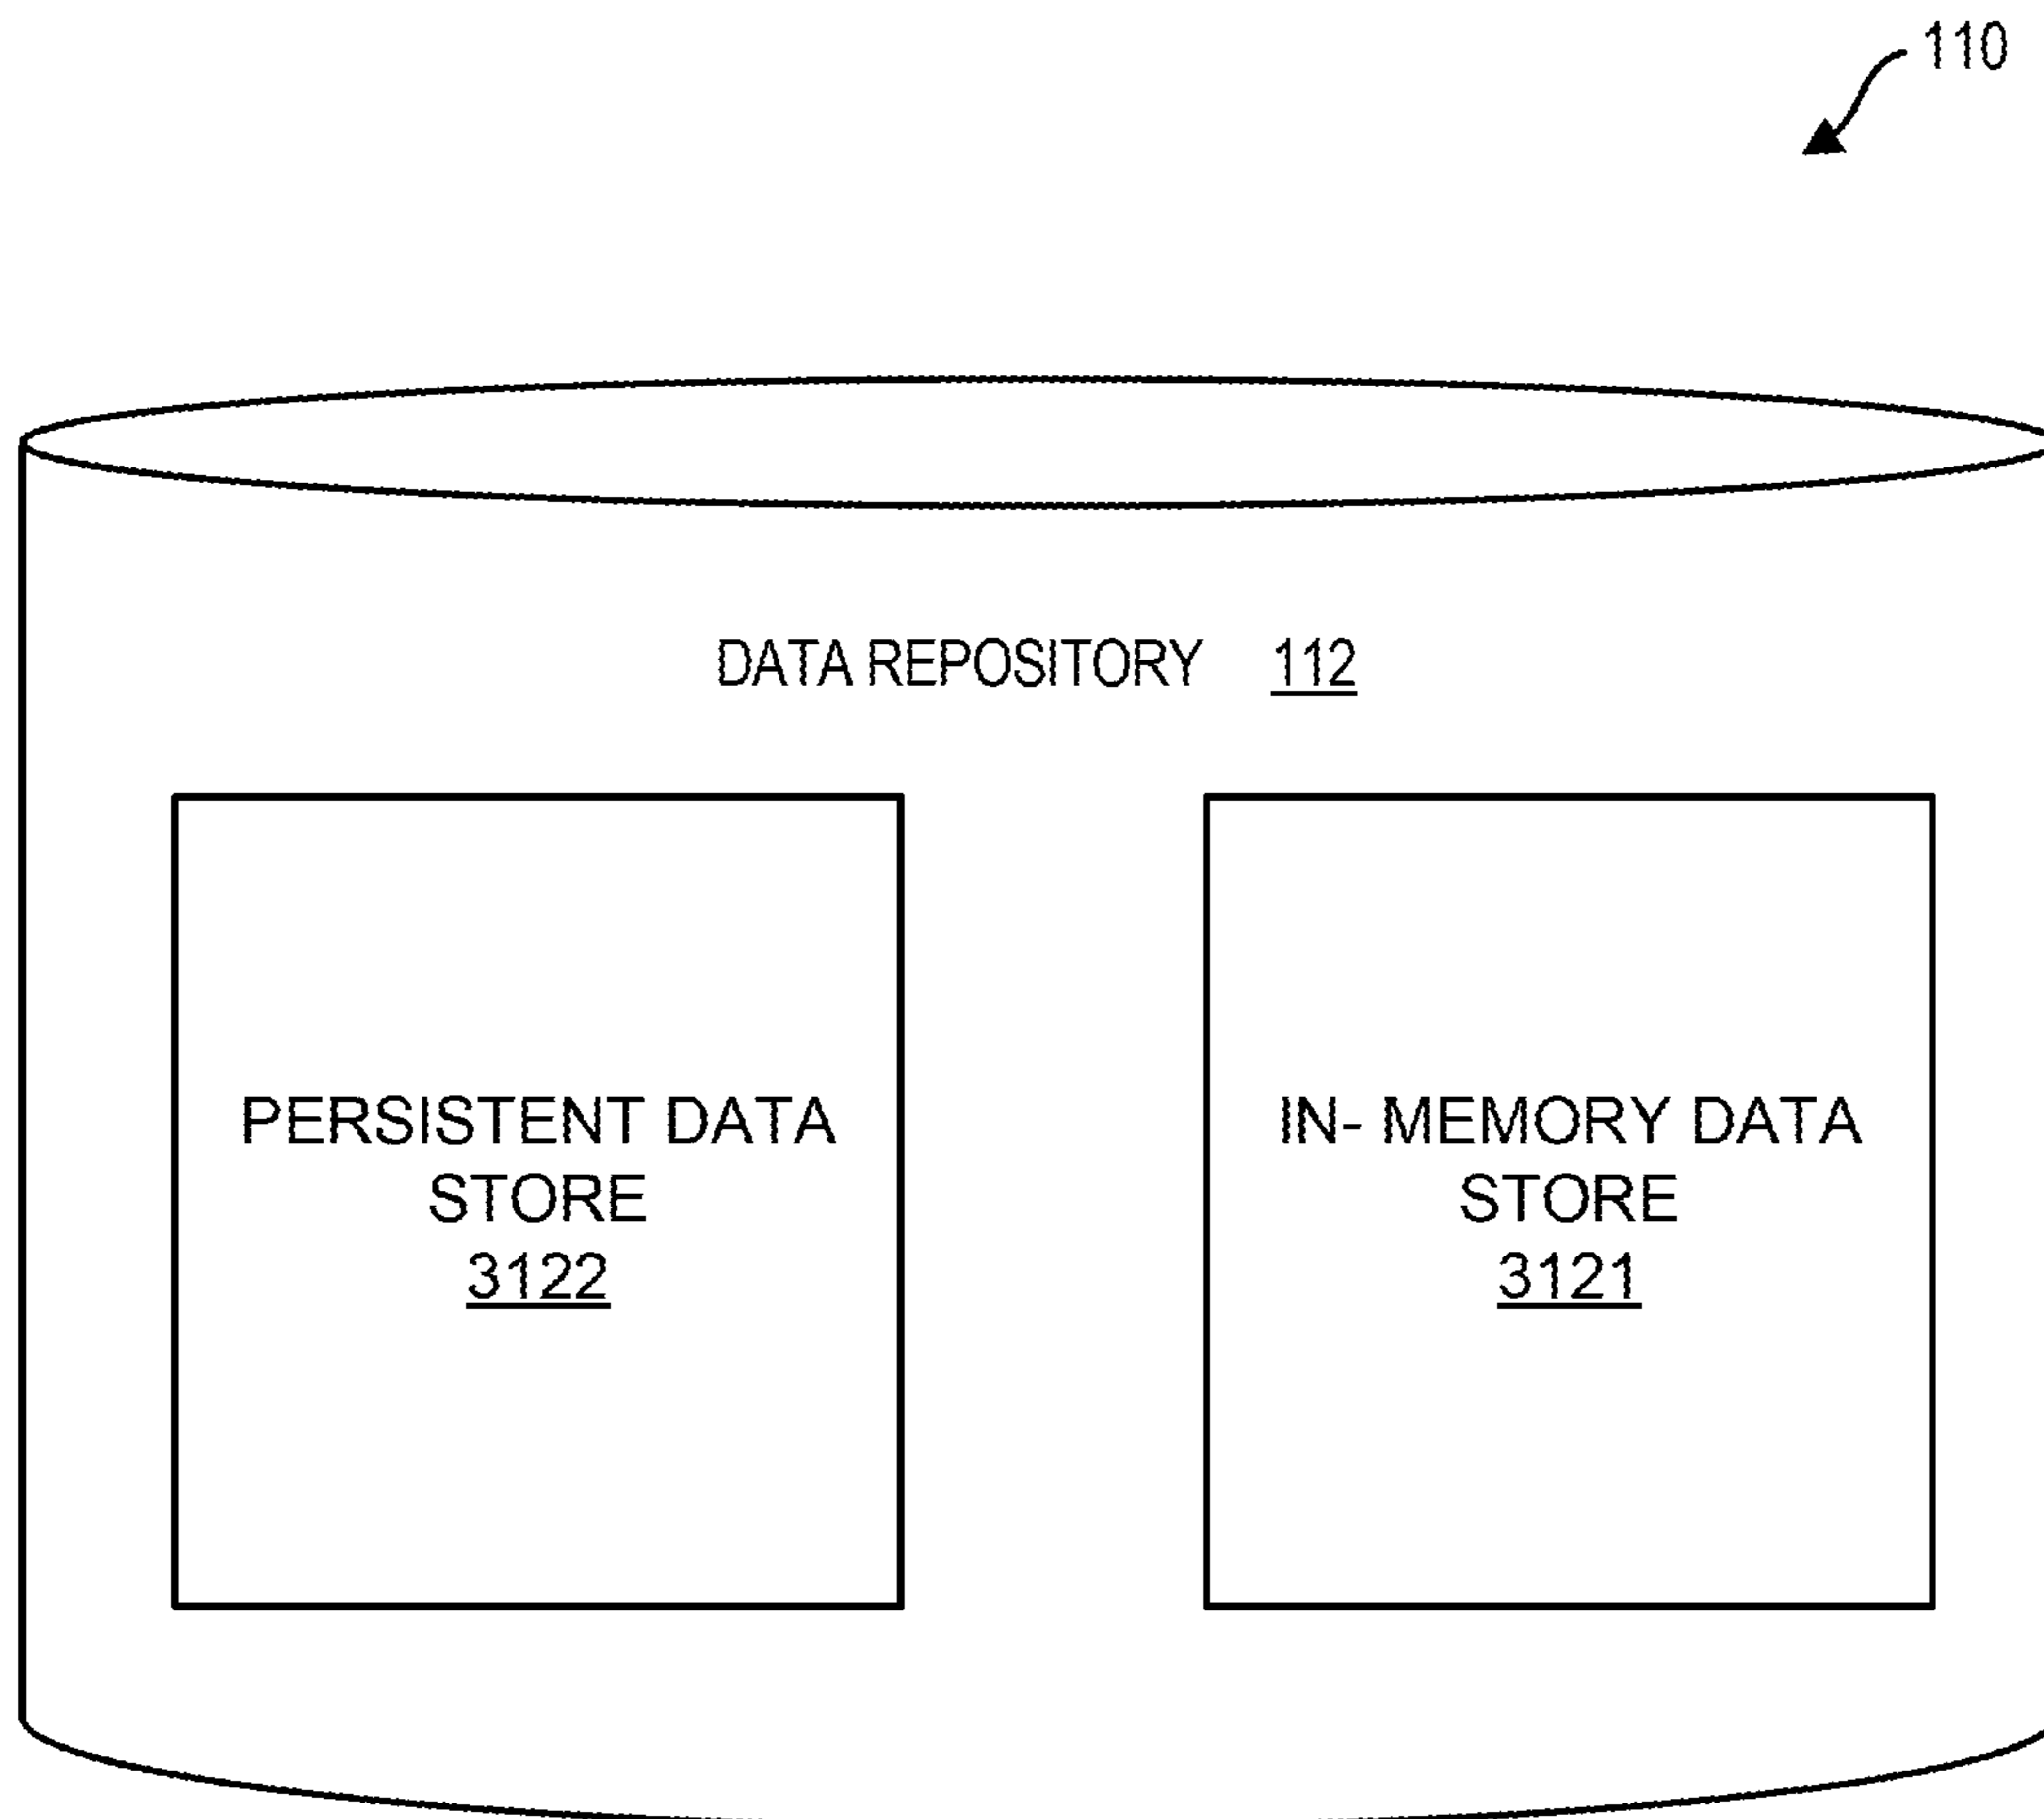 110
DATA REPOSITORY 112
PERSISTENT DATA
STORE
3122
IN- MEMORY DATA
STORE
3121